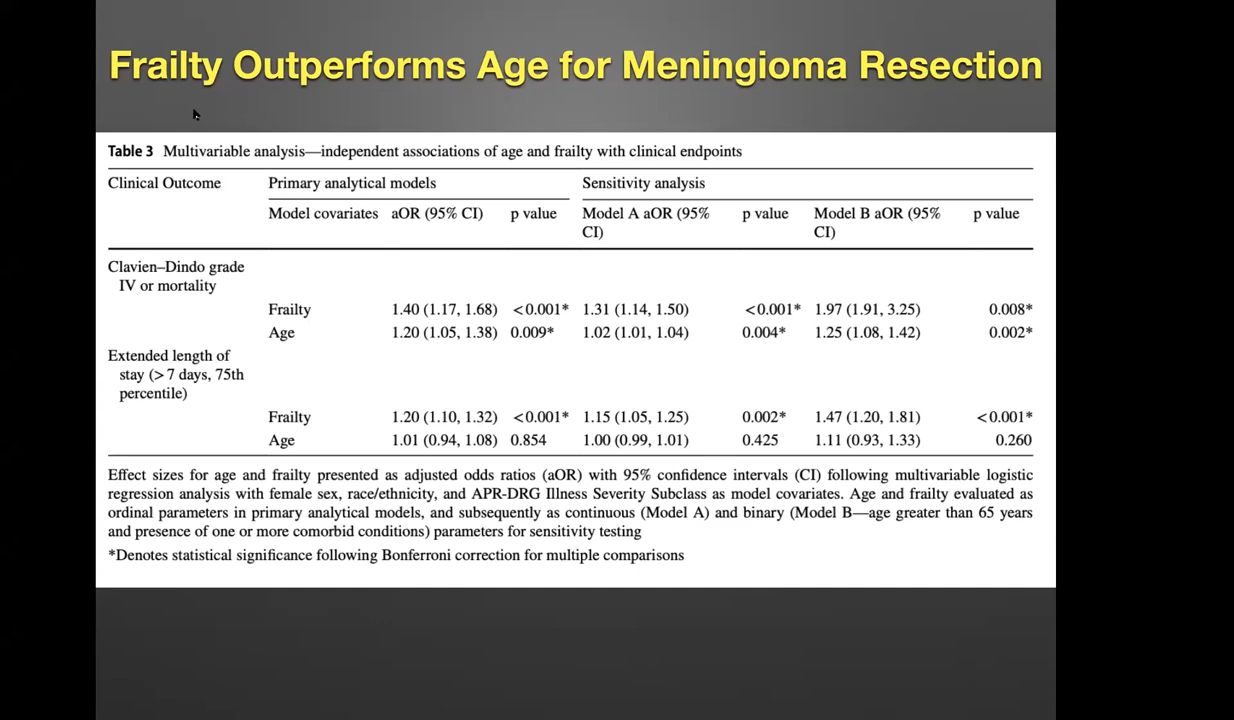 Frailty Outperforms Age for Meningioma Resection
Table 3 Multivariable analysis—independent associations of age and frailty with clinical endpoints
Clinical Outcome Primary analytical models Sensitivity analysis
Model covariates aOR (95% CI) p value Model A aOR (95% CI) p value Model B aOR (95% CI) p value
Clavien–Dindo grade
IV or mortality
Frailty 1.40 (1.17, 1.68) <0.001* 1.31 (1.14, 1.50) <0.001* 1.97 (1.91, 3.25) 0.008*
Age 1.20 (1.05, 1.38) 0.009* 1.02 (1.01, 1.04) 0.004* 1.25 (1.08, 1.42) 0.002*
Extended length of
stay (>7 days, 75th
percentile)
Frailty 1.20 (1.10, 1.32) <0.001* 1.15 (1.05, 1.25) 0.002* 1.47 (1.20, 1.81) <0.001*
Age 1.01 (0.94, 1.08) 0.854 1.00 (0.99, 1.01) 0.425 1.11 (0.93, 1.33) 0.260
Effect sizes for age and frailty presented as adjusted odds ratios (aOR) with 95% confidence intervals (CI) following multivariable logistic
regression analysis with female sex, race/ethnicity, and APR-DRG Illness Severity Subclass as model covariates. Age and frailty evaluated as
ordinal parameters in primary analytical models, and subsequently as continuous (Model A) and binary (Model B—age greater than 65 years
and presence of one or more comorbid conditions) parameters for sensitivity testing
*Denotes statistical significance following Bonferroni correction for multiple comparisons